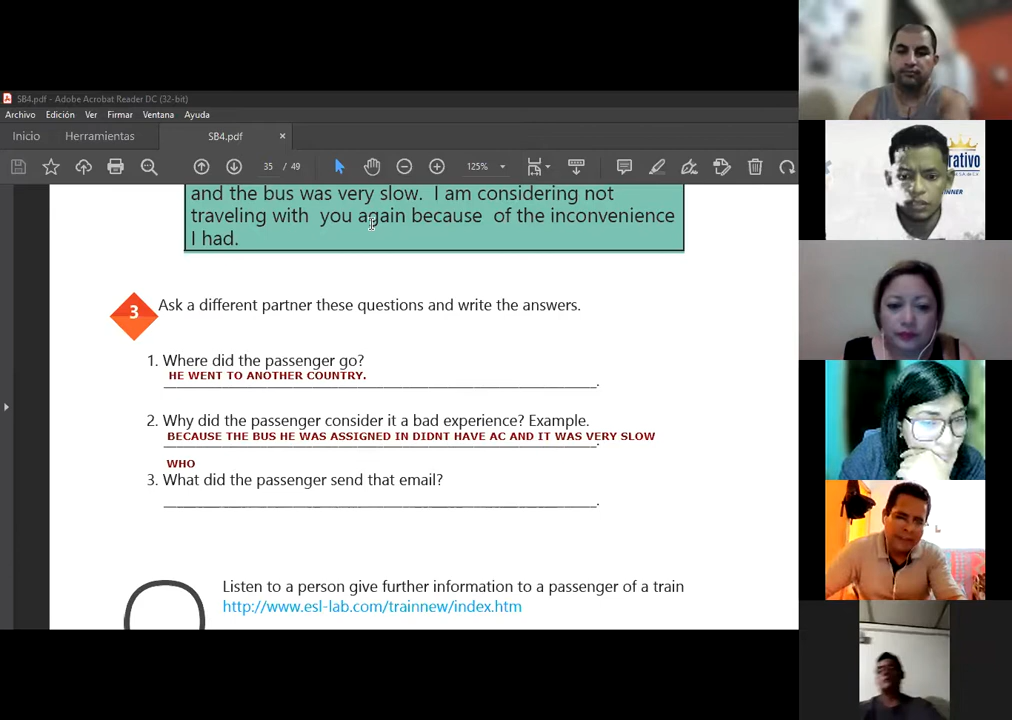 SB4.pdf - Adobe Acrobat Reader DC (32-bit)
Archivo Edición Ver Firmar Ventana Ayuda
Inicio Herramientas SB4.pdf ×
35 / 49 125%
and the bus was very slow. I am considering not
traveling with you again because of the inconvenience
I had.
3 Ask a different partner these questions and write the answers.
1. Where did the passenger go?
HE WENT TO ANOTHER COUNTRY.
2. Why did the passenger consider it a bad experience? Example.
BECAUSE THE BUS HE WAS ASSIGNED IN DIDNT HAVE AC AND IT WAS VERY SLOW
WHO
3. What did the passenger send that email?
Listen to a person give further information to a passenger of a train
http://www.esl-lab.com/trainnew/index.htm
rativo